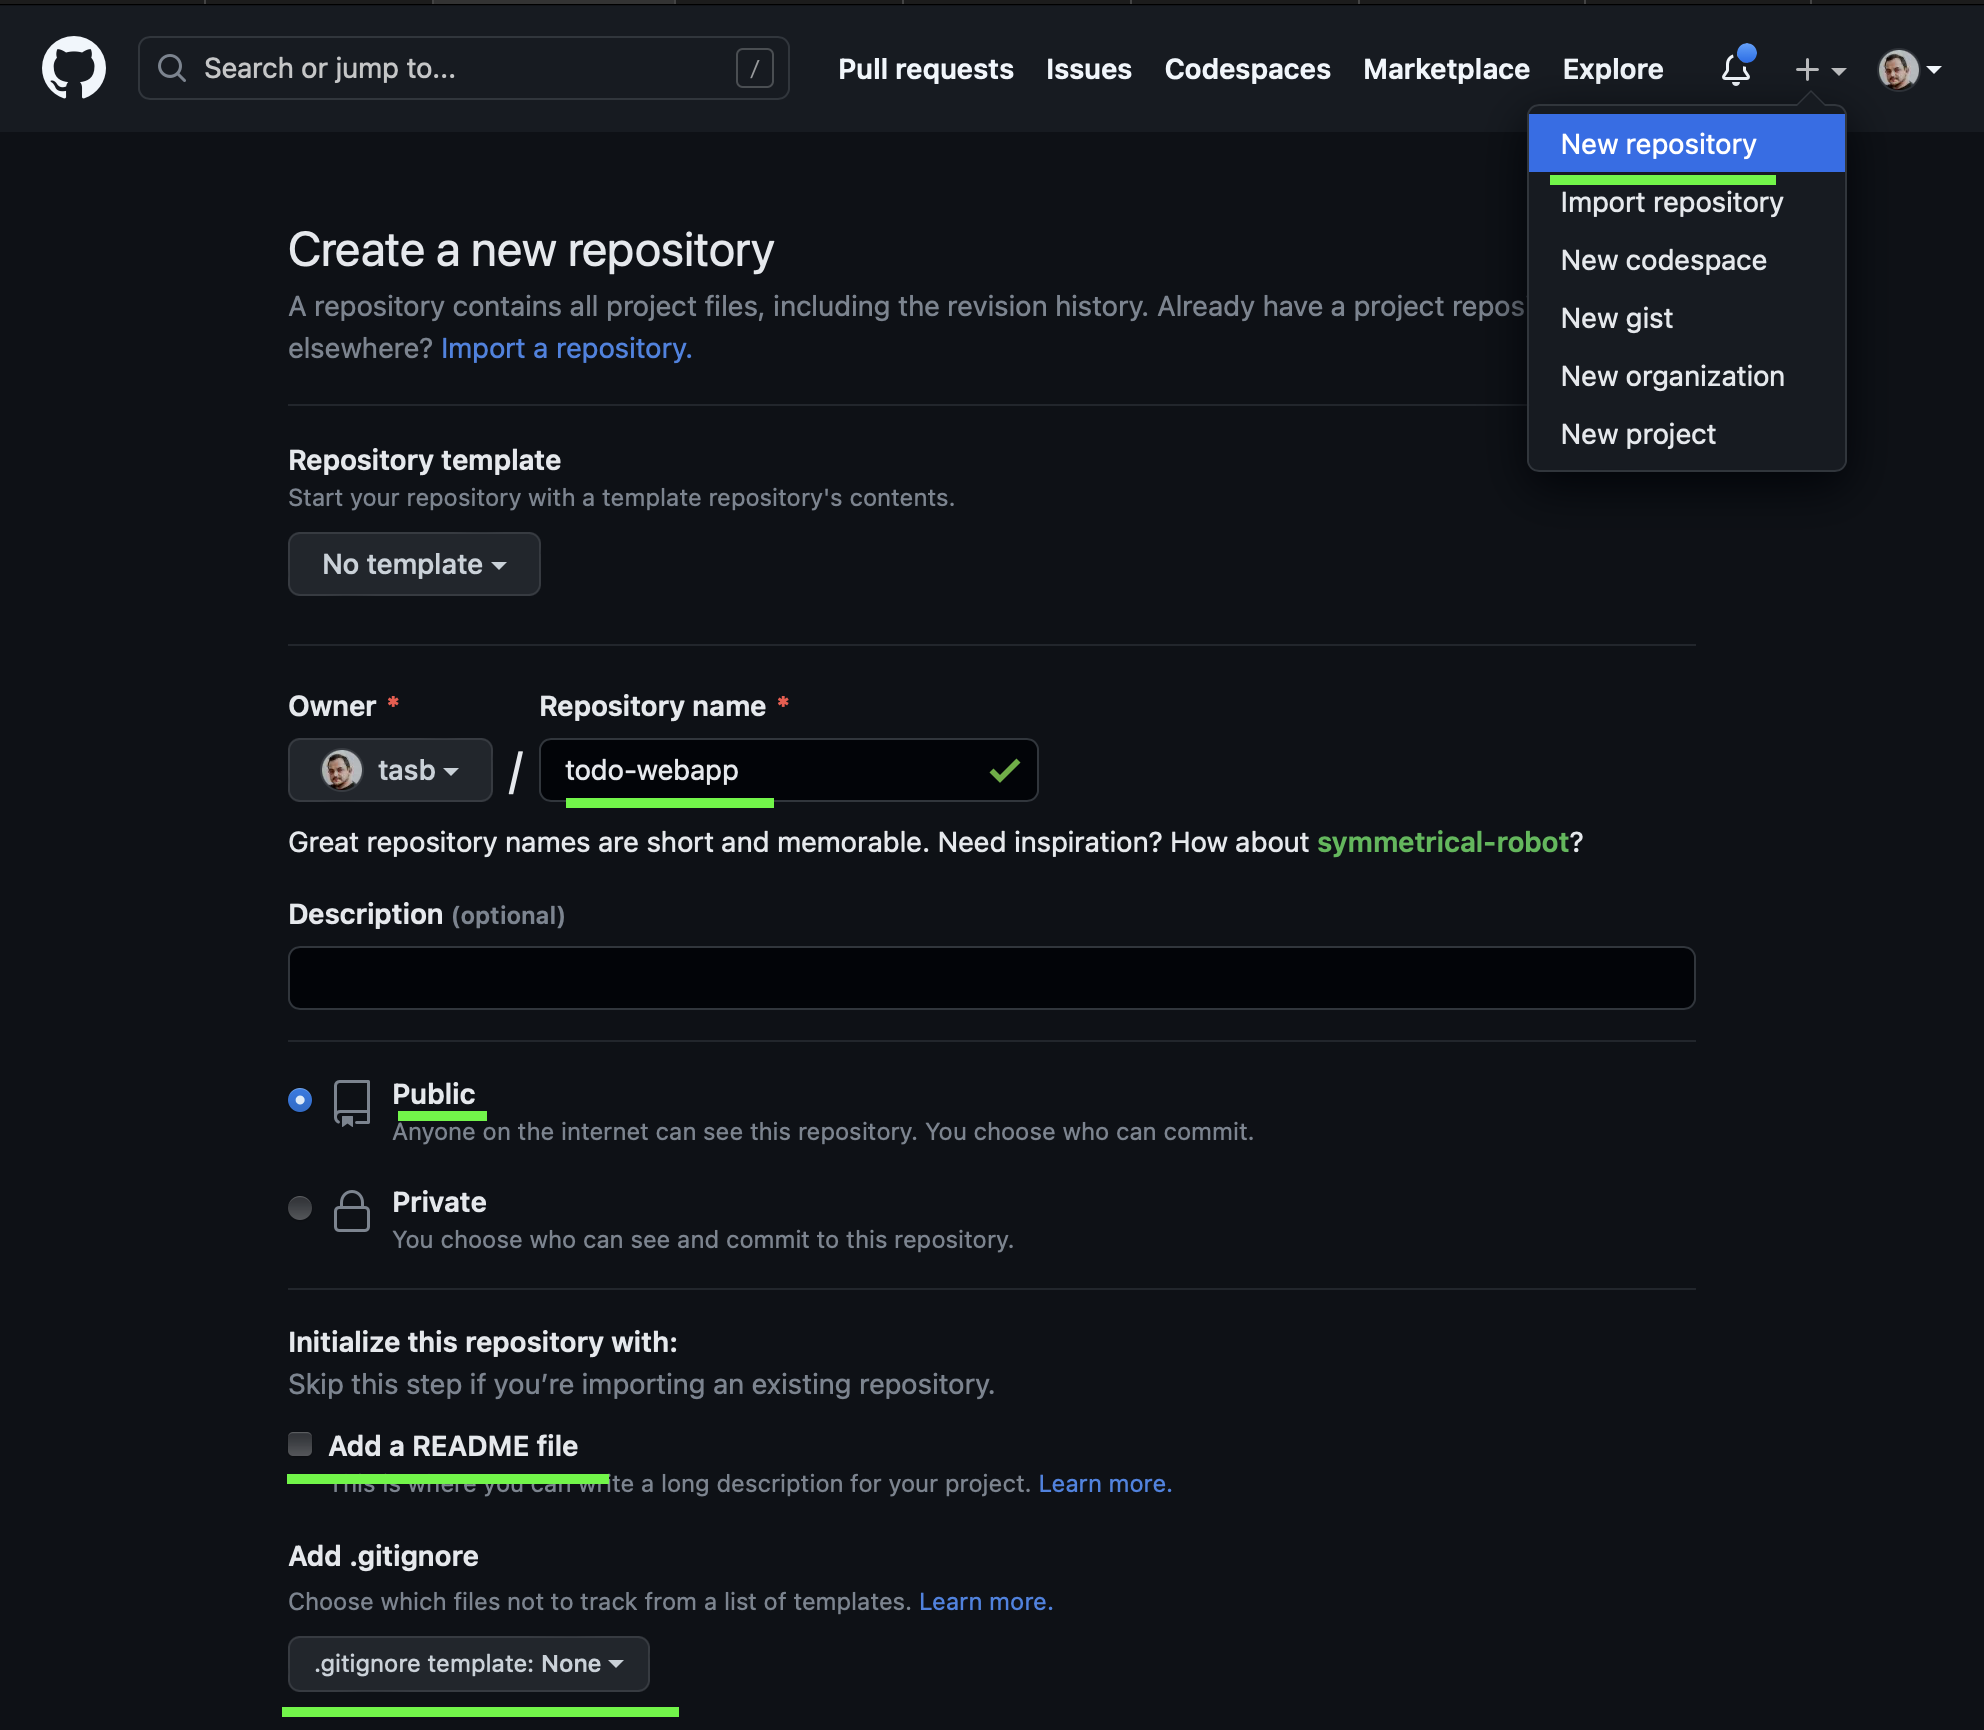 Search or jump to...
/
Pull requests
Issues
Codespaces
Marketplace
Explore
New repository
Import repository
New codespace
New gist
New organization
New project
Create a new repository
A repository contains all project files, including the revision history. Already have a project repos
elsewhere? Import a repository.
Repository template
Start your repository with a template repository's contents.
No template
Owner *
Repository name *
tasb
/
todo-webapp
Great repository names are short and memorable. Need inspiration? How about symmetrical-robot?
Description (optional)
Public
Anyone on the internet can see this repository. You choose who can commit.
Private
You choose who can see and commit to this repository.
Initialize this repository with:
Skip this step if you’re importing an existing repository.
Add a README file
This is where you can write a long description for your project. Learn more.
Add .gitignore
Choose which files not to track from a list of templates. Learn more.
.gitignore template: None